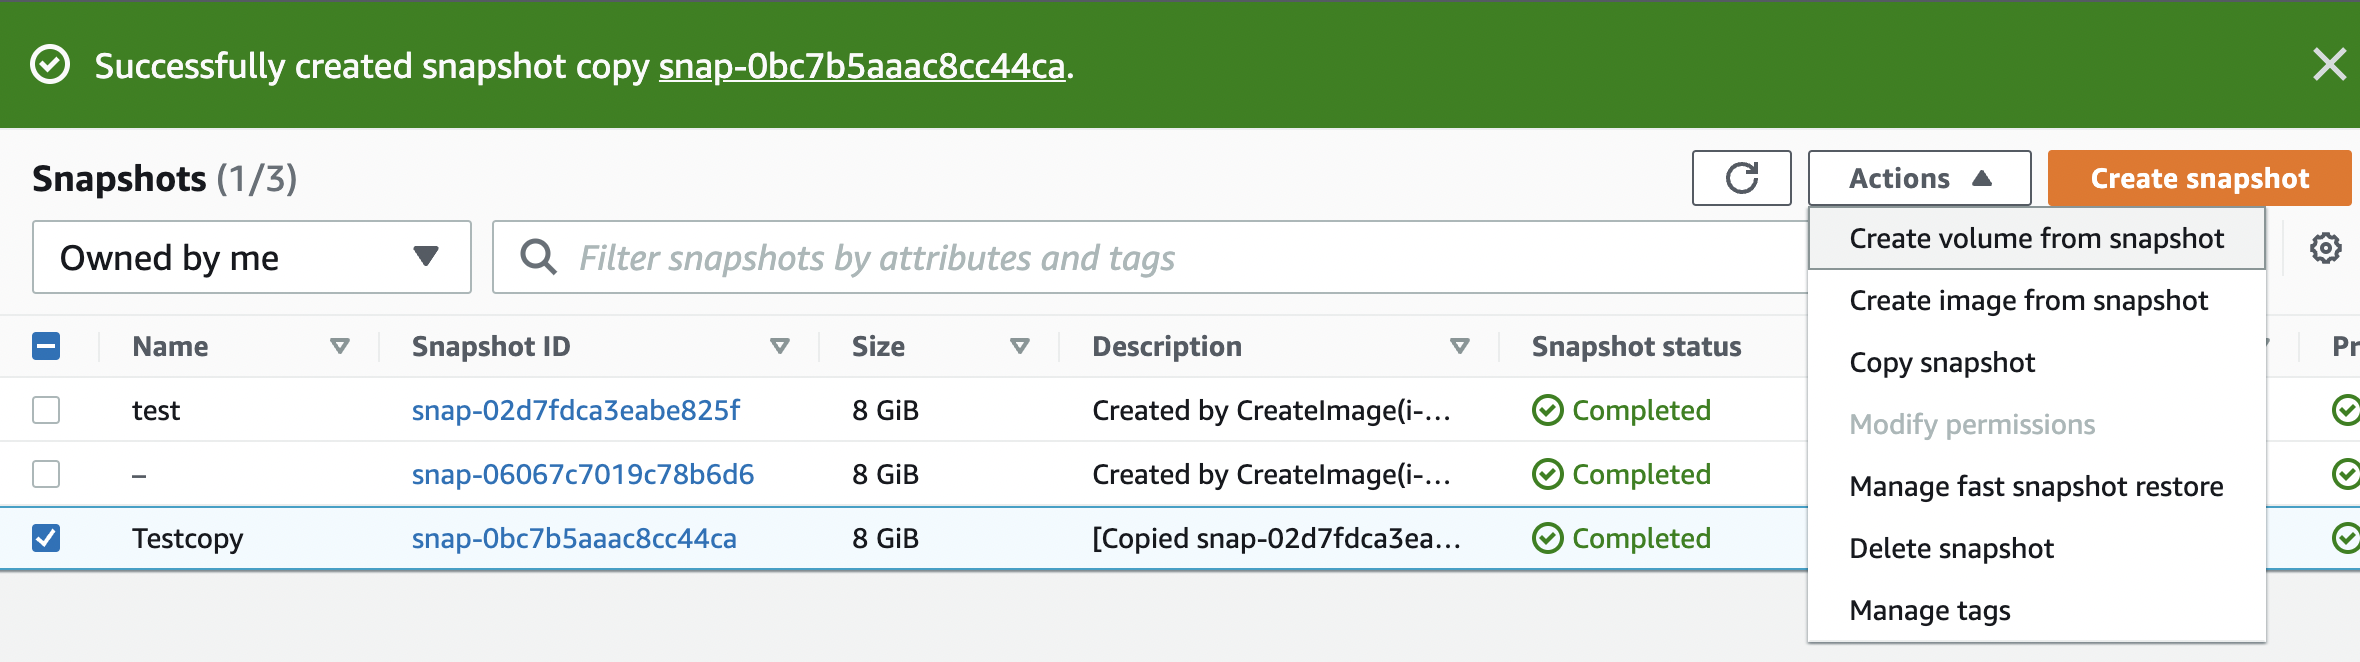 Successfully created snapshot copy snap-0bc7b5aaac8cc44ca.
Snapshots (1/3)
Actions
Create snapshot
Owned by me
Filter snapshots by attributes and tags
Create volume from snapshot
Create image from snapshot
Copy snapshot
Modify permissions
Manage fast snapshot restore
Delete snapshot
Manage tags
Name Snapshot ID Size Description Snapshot status Pr
test snap-02d7fdca3eabe825f 8 GiB Created by CreateImage(i-... Completed
– snap-06067c7019c78b6d6 8 GiB Created by CreateImage(i-... Completed
Testcopy snap-0bc7b5aaac8cc44ca 8 GiB [Copied snap-02d7fdca3ea... Completed